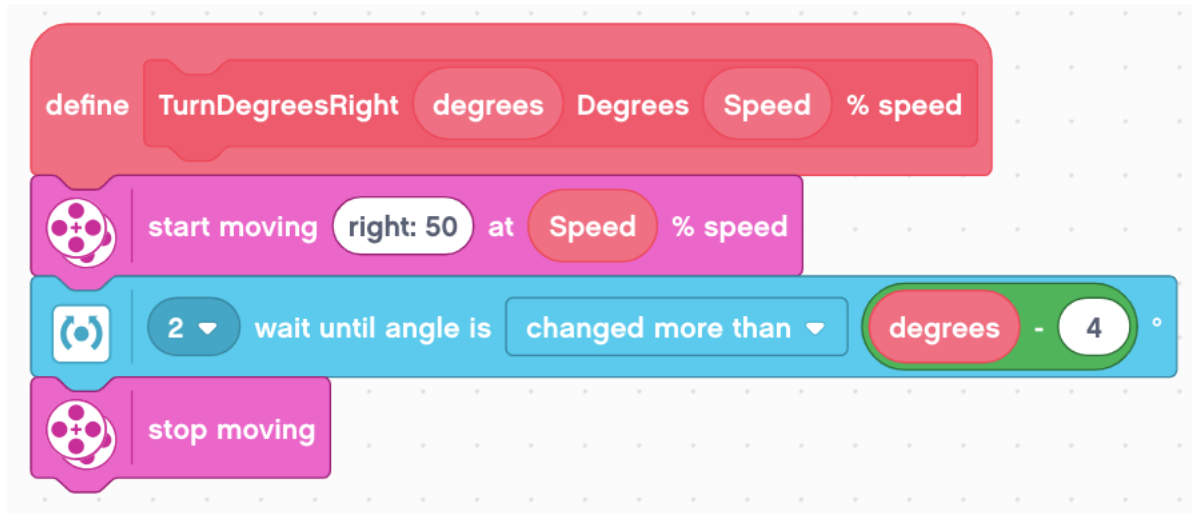 define TurnDegreesRight degrees Degrees Speed % speed
start moving right: 50 at Speed % speed
2 wait until angle is changed more than degrees - 4 °
stop moving